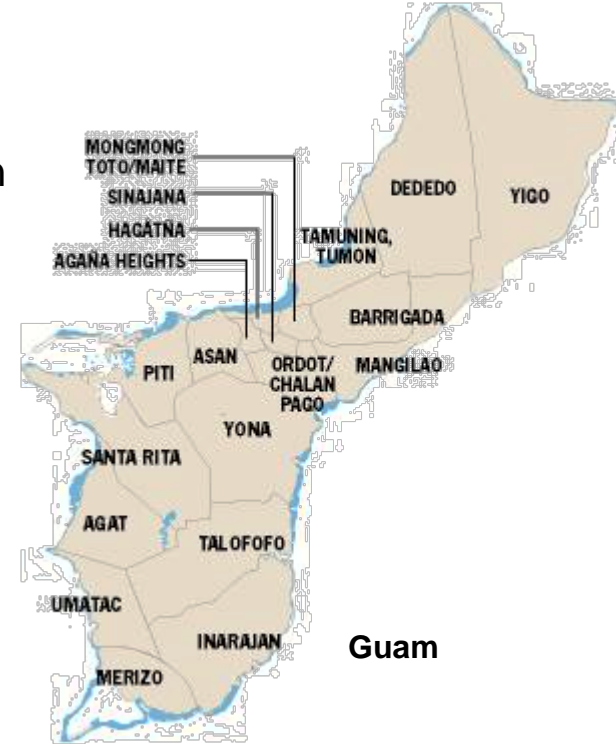 n
MONGMONG
TOTO/MAITE
SINAJANA
HAGÅTÑA
AGAÑA HEIGHTS
DEDEDO
YIGO
TAMUNING,
TUMON
BARRIGADA
MANGILAO
ORDOT/
CHALAN
PAGO
ASAN
PITI
YONA
SANTA RITA
AGAT
TALOFOFO
UMATAC
INARAJAN
MERIZO
Guam